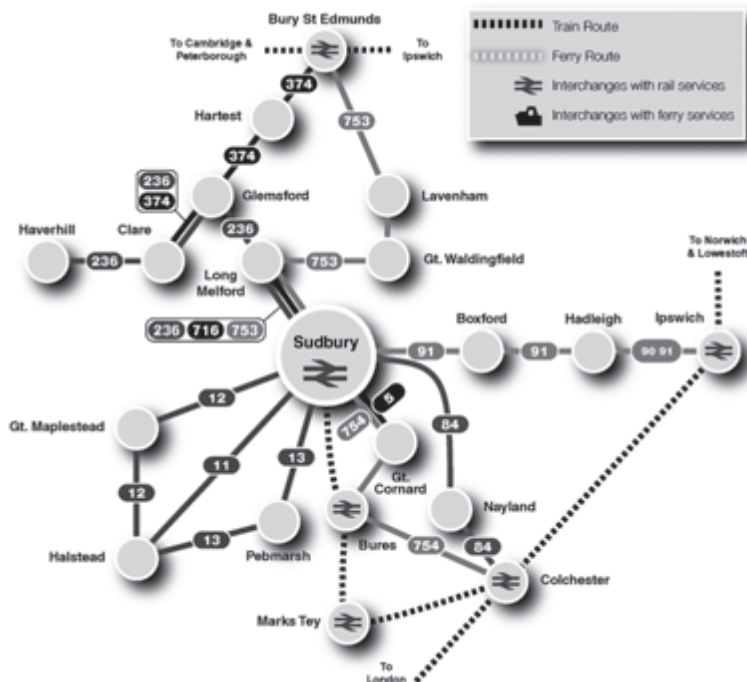 Bury St Edmunds
To Cambridge &
Peterborough
To
Ipswich
Train Route
Ferry Route
Interchanges with rail services
Interchanges with ferry services
374
Hartest
753
374
236
374
Glemsford
Lavenham
Haverhill
Clare
236
236
Long
Melford
753
Gt. Waldingfield
To Norwich
& Lowestoft
236 716 753
Sudbury
Boxford
Hadleigh
Ipswich
91
91
90 91
12
Gt. Maplestead
5
754
84
11
13
12
Gt.
Cornard
Nayland
Halstead
13
Pebmarsh
Bures
754
84
Colchester
Marks Tey
To
London